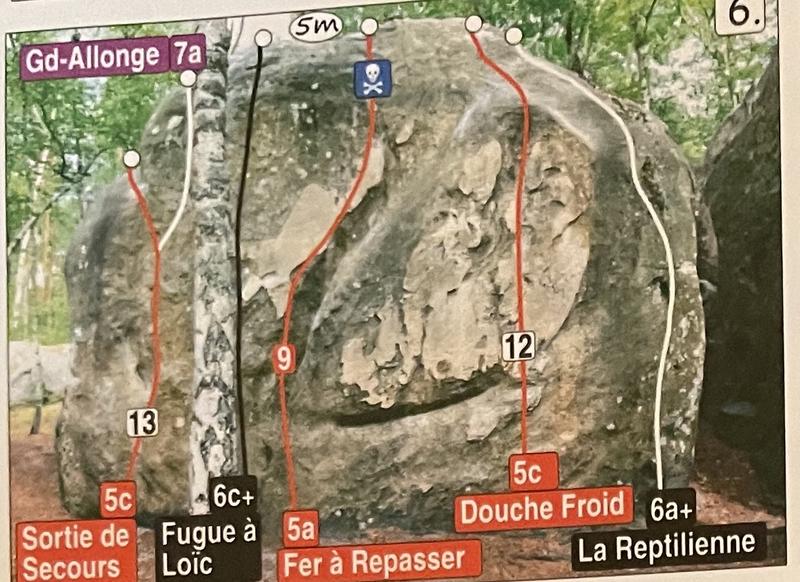 5m
6.
Gd-Allonge 7a
9
12
13
5c
Sortie de
Secours
6c+
Fugue à
Loïc
5a
Fer à Repasser
5c
Douche Froid
6a+
La Reptilienne